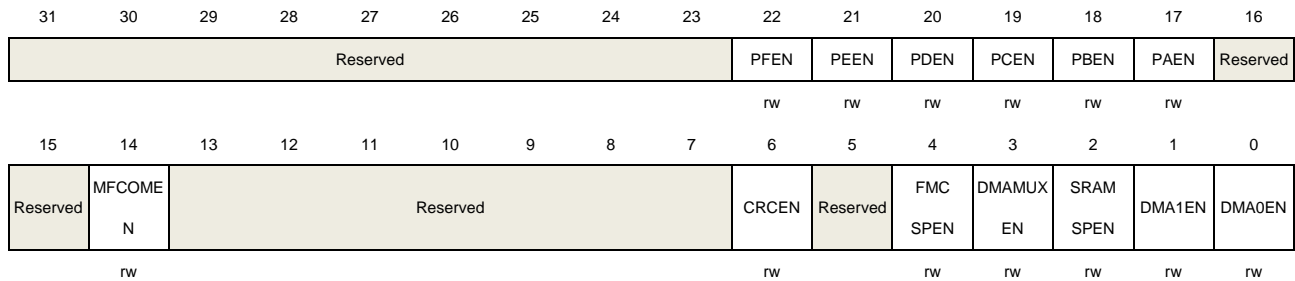 31 30 29 28 27 26 25 24 23 22 21 20 19 18 17 16
Reserved PFEN PEEN PDEN PCEN PBEN PAEN Reserved
rw rw rw rw rw rw
15 14 13 12 11 10 9 8 7 6 5 4 3 2 1 0
Reserved MFCOME
N Reserved CRCEN Reserved FMC
SPEN DMAMUX
EN SRAM
SPEN DMA1EN DMA0EN
rw rw rw rw rw rw rw